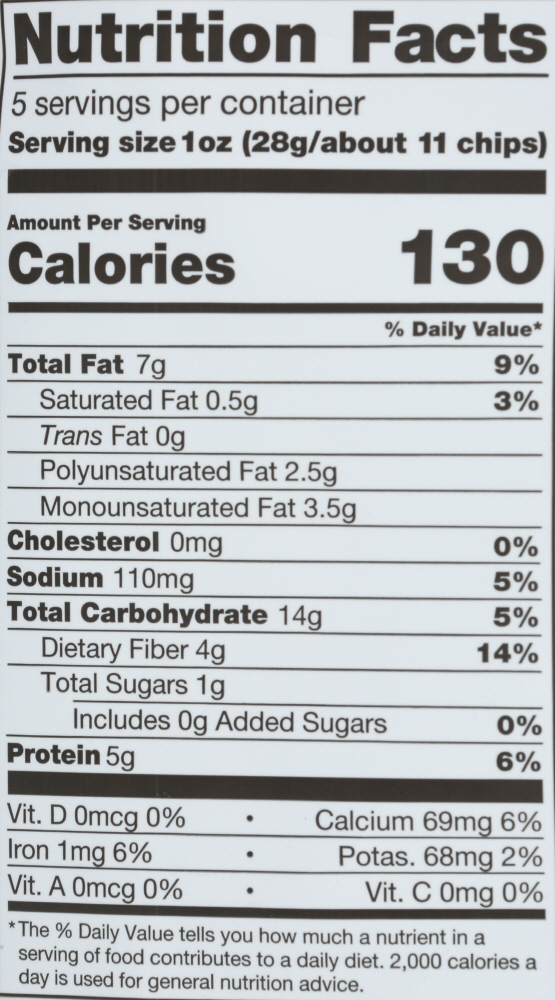 Nutrition Facts
5 servings per container
Serving size 1oz (28g/about 11 chips)
Amount Per Serving
Calories 130
% Daily Value*
Total Fat 7g 9%
Saturated Fat 0.5g 3%
Trans Fat 0g
Polyunsaturated Fat 2.5g
Monounsaturated Fat 3.5g
Cholesterol 0mg 0%
Sodium 110mg 5%
Total Carbohydrate 14g 5%
Dietary Fiber 4g 14%
Total Sugars 1g
Includes 0g Added Sugars 0%
Protein 5g 6%
Vit. D 0mcg 0% • Calcium 69mg 6%
Iron 1mg 6% • Potas. 68mg 2%
Vit. A 0mcg 0% • Vit. C 0mg 0%
*The % Daily Value tells you how much a nutrient in a
serving of food contributes to a daily diet. 2,000 calories a
day is used for general nutrition advice.